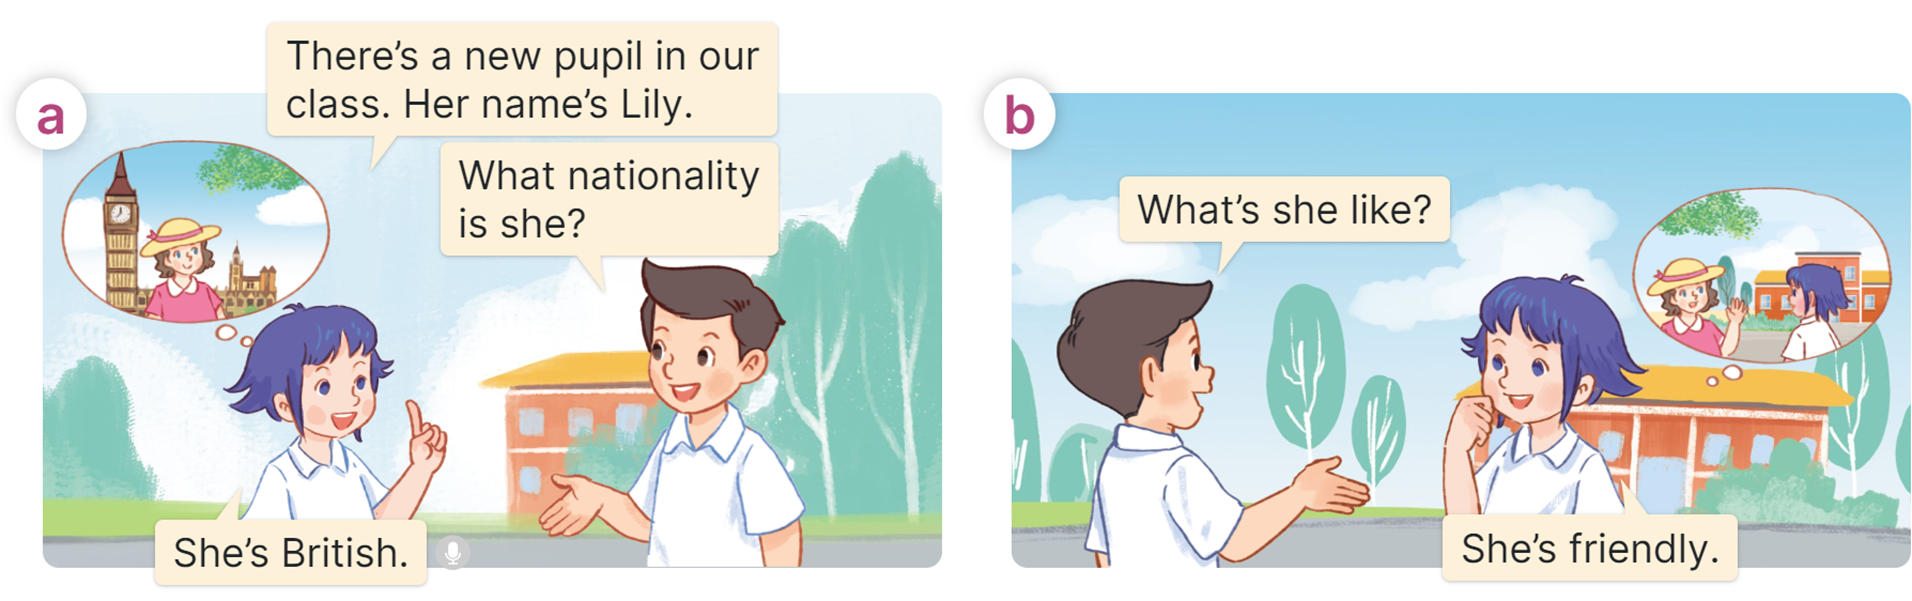 a
There's a new pupil in our
class. Her name's Lily.
What nationality
is she?
She's British.
b
What's she like?
She's friendly.